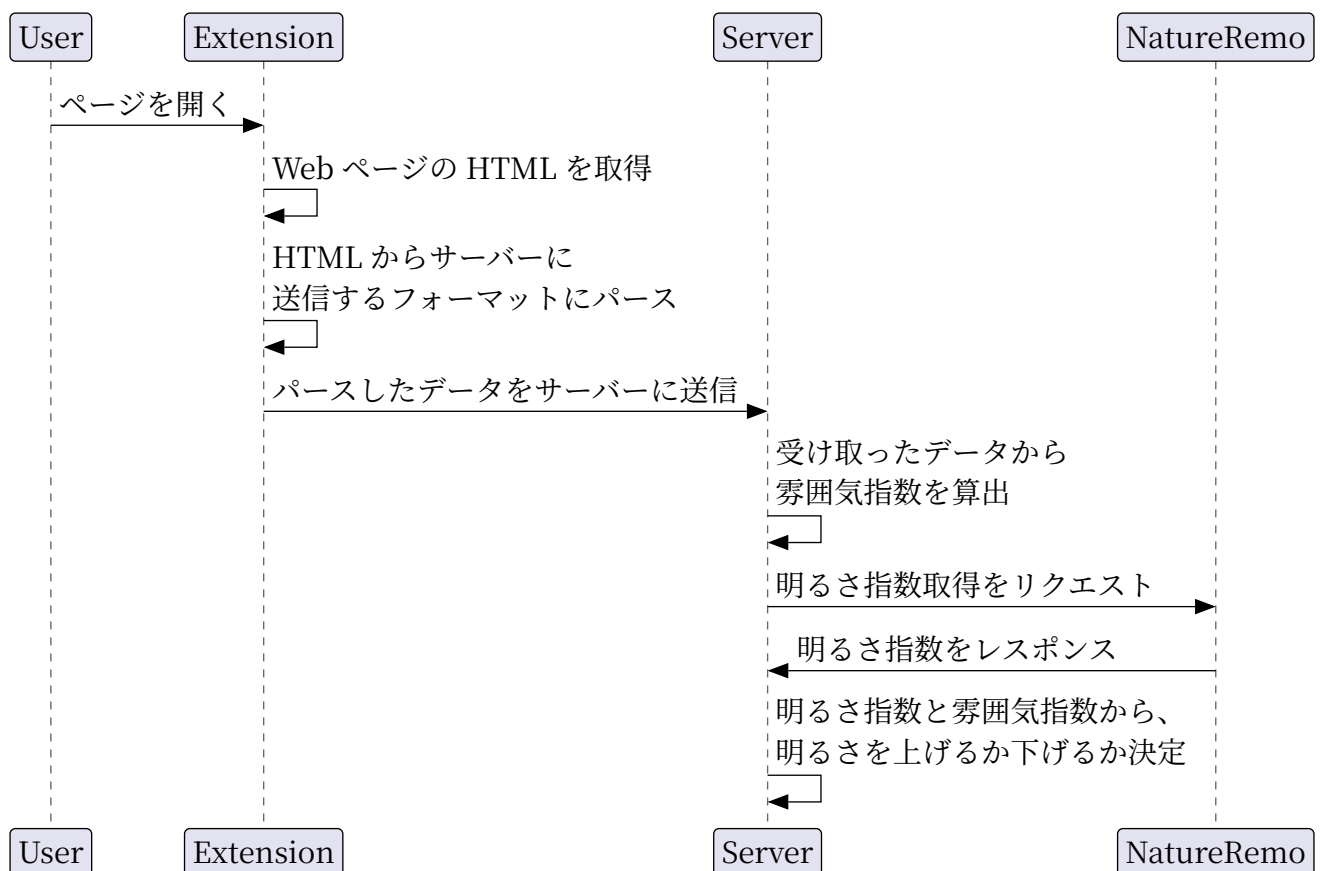 User
Extension
Server
NatureRemo
ページを開く
Web ページの HTML を取得
HTML からサーバーに
送信するフォーマットにパース
パースしたデータをサーバーに送信
受け取ったデータから
雰囲気指数を算出
明るさ指数取得をリクエスト
明るさ指数をレスポンス
明るさ指数と雰囲気指数から、
明るさを上げるか下げるか決定
User
Extension
Server
NatureRemo